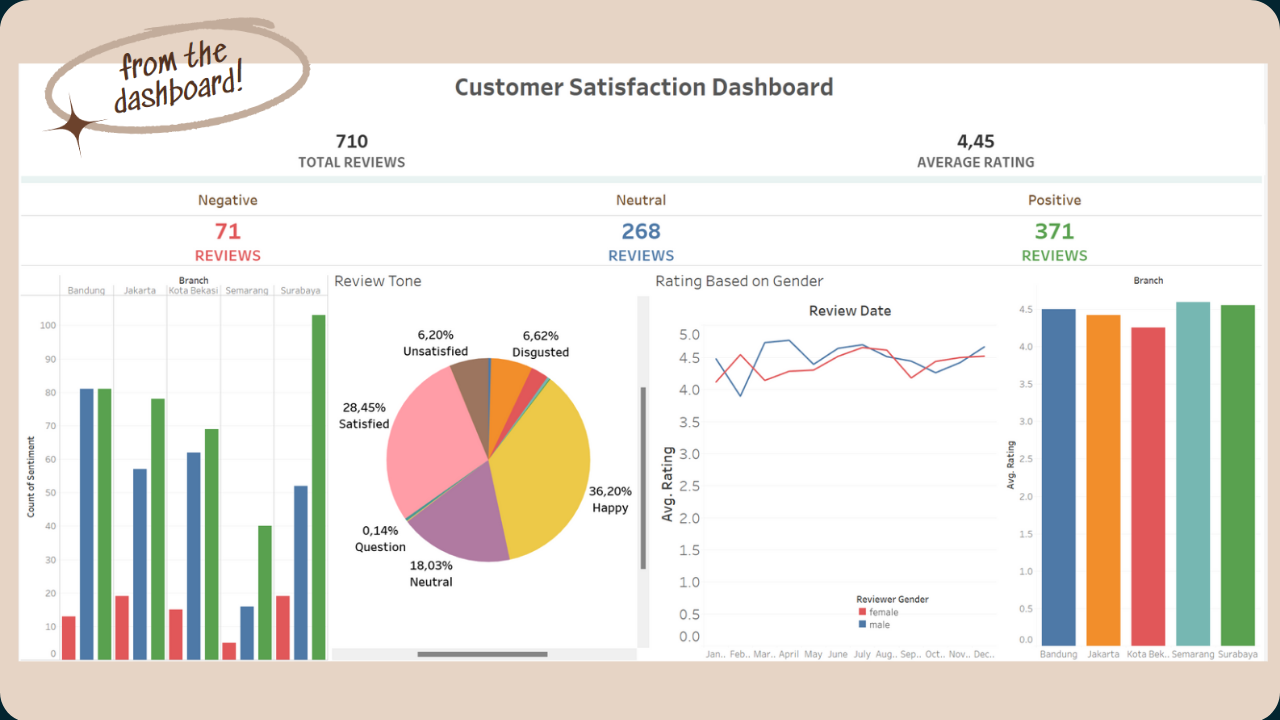 from the
dashboard!
Customer Satisfaction Dashboard
710
TOTAL REVIEWS
4,45
AVERAGE RATING
Negative
Neutral
Positive
71
REVIEWS
268
REVIEWS
371
REVIEWS
Branch
Bandung
Jakarta
Kota Bekasi
Semarang
Surabaya
Count of Sentiment
100
90
80
70
60
50
40
30
20
10
0
Review Tone
6,20%
Unsatisfied
6,62%
Disgusted
28,45%
Satisfied
36,20%
Happy
0,14%
Question
18,03%
Neutral
Rating Based on Gender
Review Date
Avg. Rating
5.0
4.5
4.0
3.5
3.0
2.5
2.0
1.5
1.0
0.5
0.0
Reviewer Gender
female
male
Jan.. Feb.. Mar.. April May June July Aug.. Sep.. Oct.. Nov.. Dec..
Branch
Avg. Rating
4.5
4.0
3.5
3.0
2.5
2.0
1.5
1.0
0.5
0.0
Bandung Jakarta Kota Bek.. Semarang Surabaya